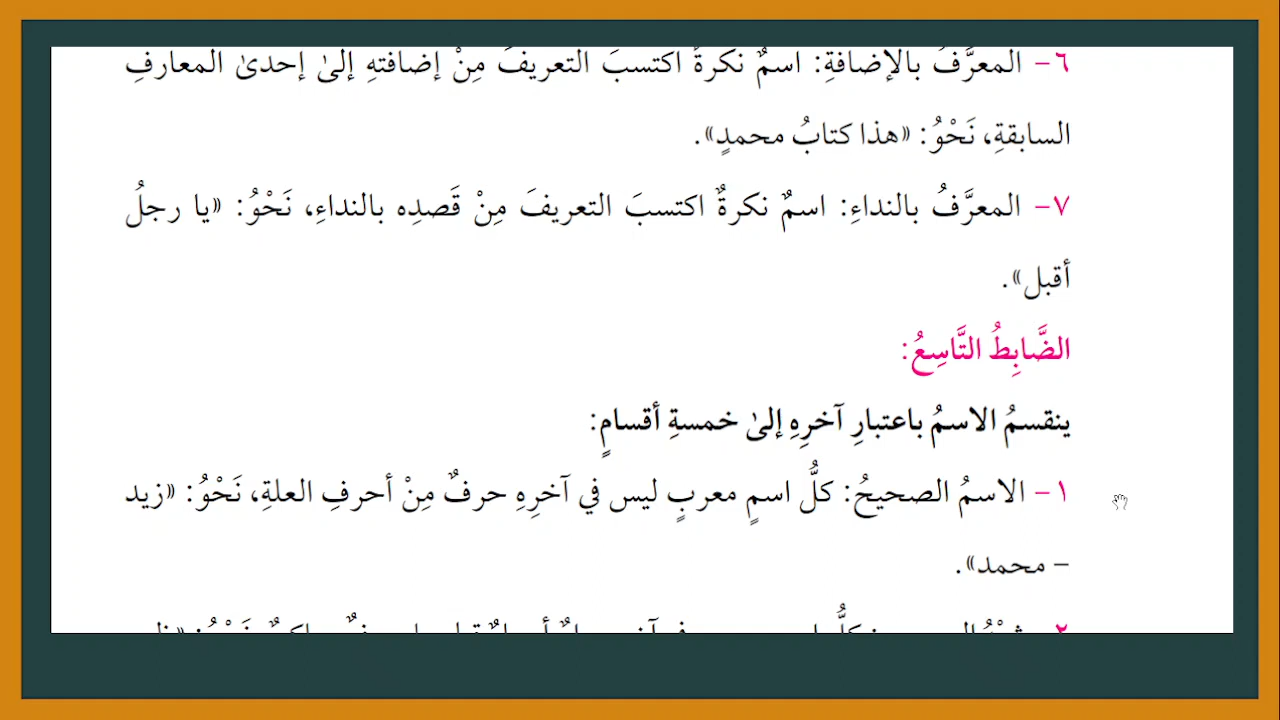 ٦- المعرَّفُ بالإضافةِ: اسمٌ نكرةٌ اكتسبَ التعريفَ مِنْ إضافتهِ إلىٰ إحدىٰ المعارفِ
السابقةِ، نَحْوُ: «هذا كتابُ محمدٍ».
٧- المعرَّفُ بالنداءِ: اسمٌ نكرةٌ اكتسبَ التعريفَ مِنْ قَصدِه بالنداءِ، نَحْوُ: «يا رجلُ
أقبل».
الضَّابِطُ التَّاسِعُ:
ينقسمُ الاسمُ باعتبارِ آخرِهِ إلىٰ خمسةِ أقسامٍ:
١- الاسمُ الصحيحُ: كلُّ اسمٍ معربٍ ليس في آخرِهِ حرفٌ مِنْ أحرفِ العلةِ، نَحْوُ: «زيد
– محمد».